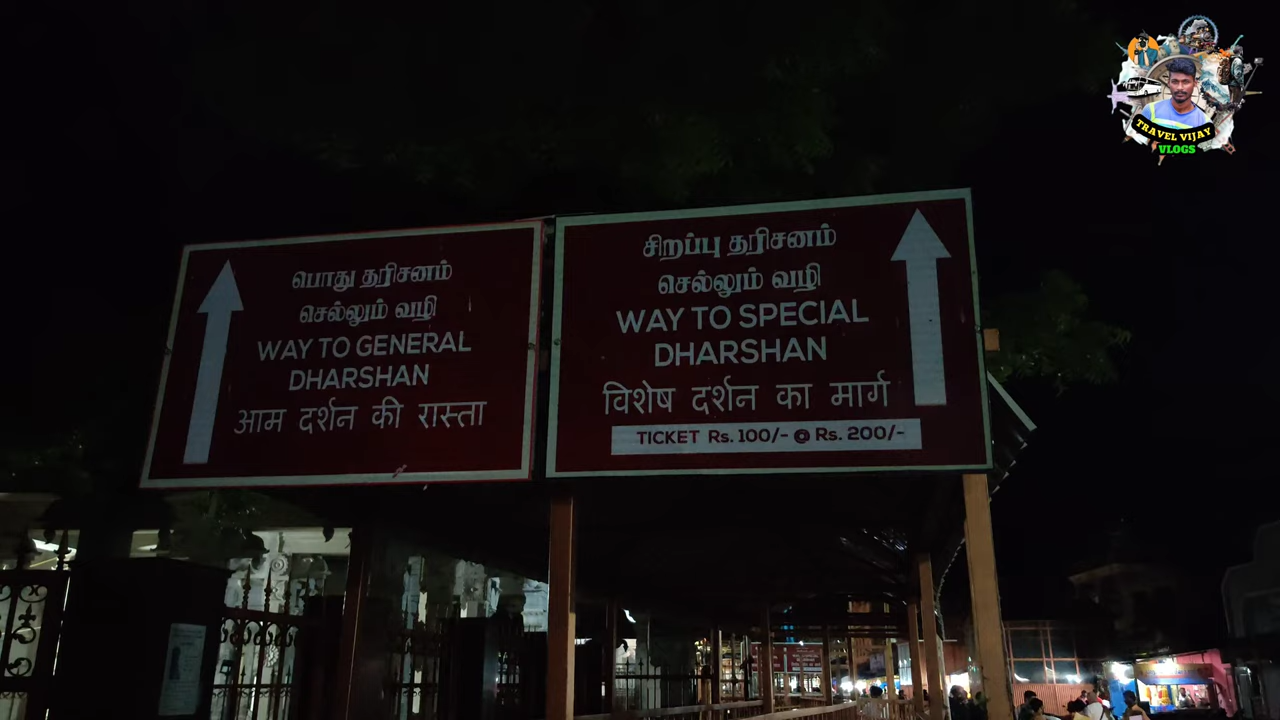 பொது தரிசனம்
செல்லும் வழி
WAY TO GENERAL
DHARSHAN
आम दर्शन की रास्ता
சிறப்பு தரிசனம்
செல்லும் வழி
WAY TO SPECIAL
DHARSHAN
विशेष दर्शन का मार्ग
TICKET Rs. 100/- @ Rs. 200/-
TRAVEL VIJAY
VLOGS